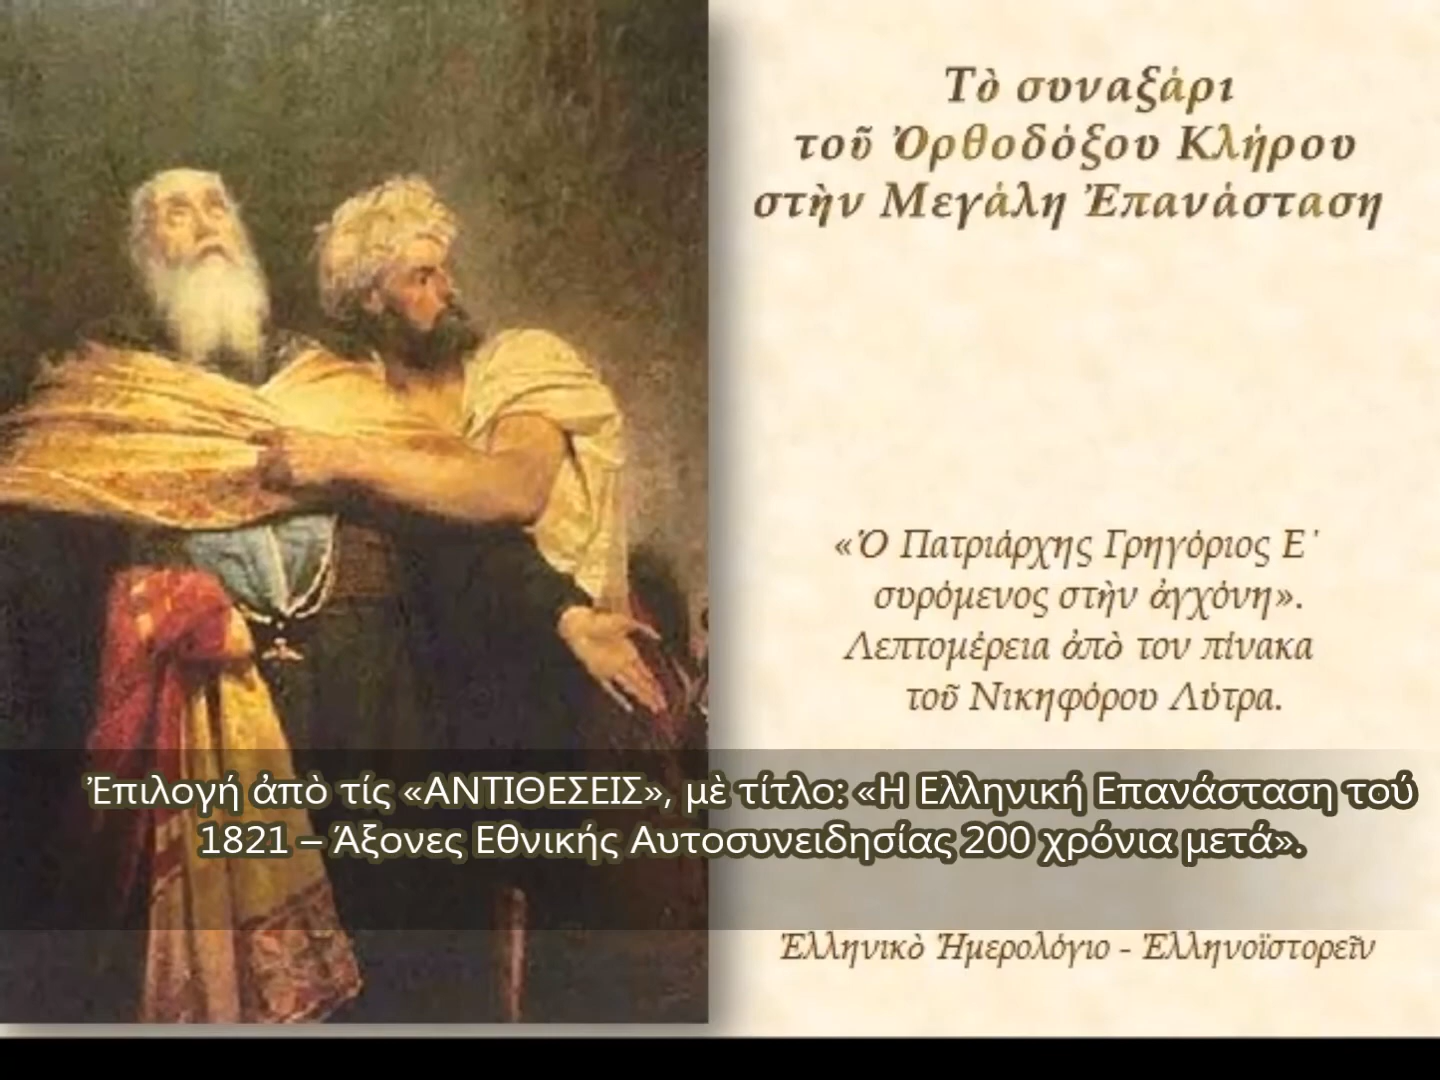 Τὸ συναξάρι
τοῦ Ὀρθοδόξου Κλήρου
στὴν Μεγάλη Ἐπανάσταση
«Ὁ Πατριάρχης Γρηγόριος Ε΄
συρόμενος στὴν ἀγχόνη».
Λεπτομέρεια ἀπὸ τον πίνακα
τοῦ Νικηφόρου Λύτρα.
Ἐπιλογή ἀπὸ τίς «ΑΝΤΙΘΕΣΕΙΣ», μὲ τίτλο: «Η Ελληνική Επανάσταση τού
1821 – Άξονες Εθνικής Αυτοσυνειδησίας 200 χρόνια μετά».
Ἑλληνικὸ Ἡμερολόγιο - Ἑλληνοϊστορεῖν